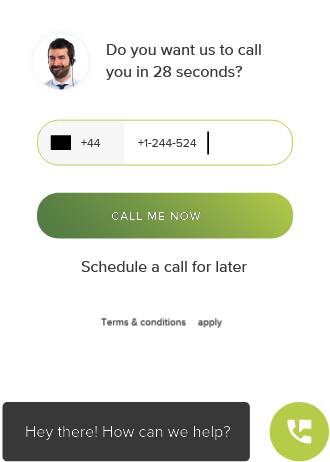 Do you want us to call
you in 28 seconds?
+44 +1-244-524
CALL ME NOW
Schedule a call for later
Terms & conditions apply
Hey there! How can we help?